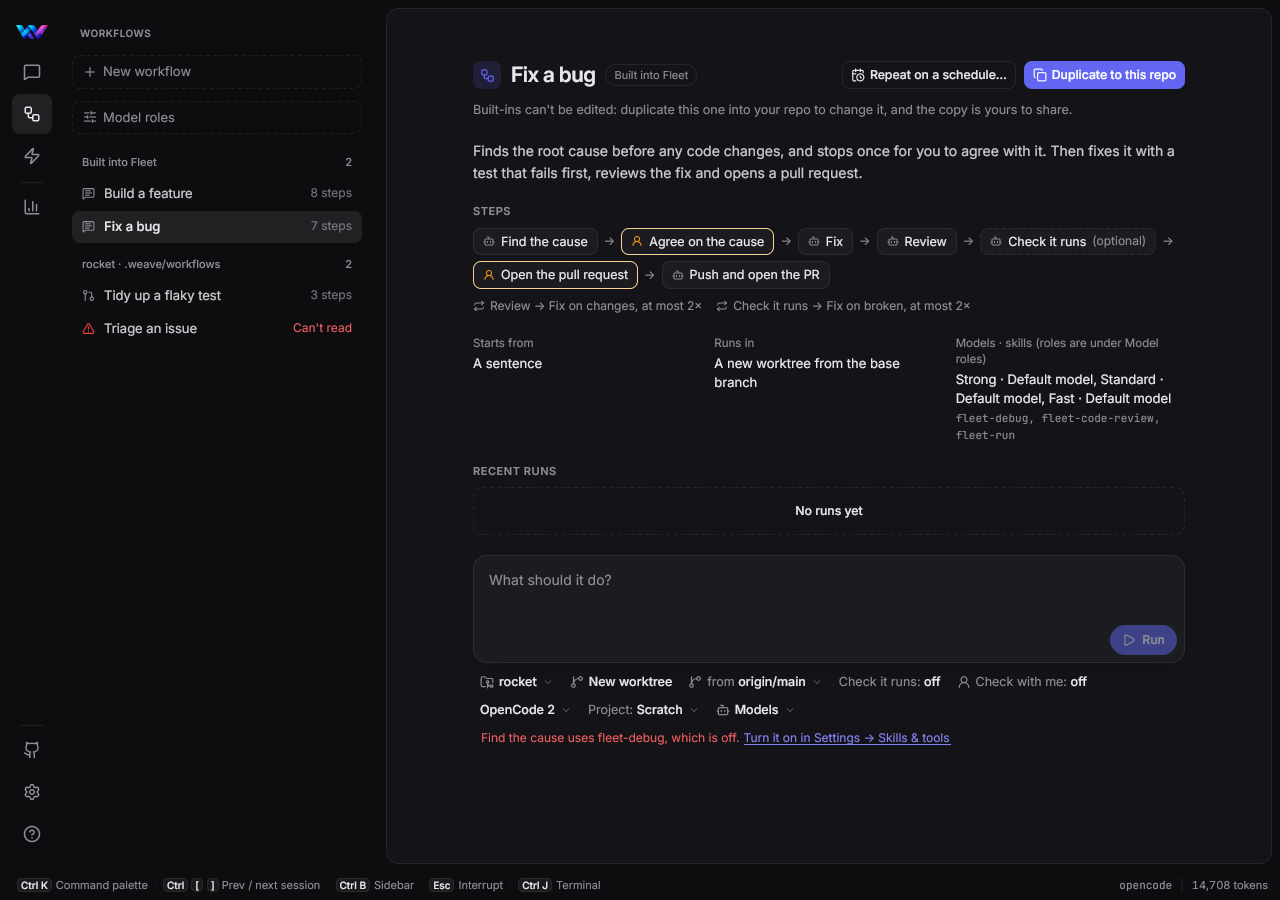 WORKFLOWS
New workflow
Model roles
Built into Fleet 2
Build a feature 8 steps
Fix a bug 7 steps
rocket · .weave/workflows 2
Tidy up a flaky test 3 steps
Triage an issue Can't read
Fix a bug Built into Fleet Repeat on a schedule... Duplicate to this repo
Built-ins can't be edited: duplicate this one into your repo to change it, and the copy is yours to share.
Finds the root cause before any code changes, and stops once for you to agree with it. Then fixes it with a
test that fails first, reviews the fix and opens a pull request.
STEPS
Find the cause → Agree on the cause → Fix → Review → Check it runs (optional) →
Open the pull request → Push and open the PR
Review → Fix on changes, at most 2× Check it runs → Fix on broken, at most 2×
Starts from
A sentence
Runs in
A new worktree from the base
branch
Models · skills (roles are under Model
roles)
Strong · Default model, Standard ·
Default model, Fast · Default model
fleet-debug, fleet-code-review,
fleet-run
RECENT RUNS
No runs yet
What should it do?
Run
rocket New worktree from origin/main Check it runs: off Check with me: off
OpenCode 2 Project: Scratch Models
Find the cause uses fleet-debug, which is off. Turn it on in Settings → Skills & tools
Ctrl K Command palette · Ctrl [ ] Prev / next session · Ctrl B Sidebar · Esc Interrupt · Ctrl J Terminal
opencode 14,708 tokens